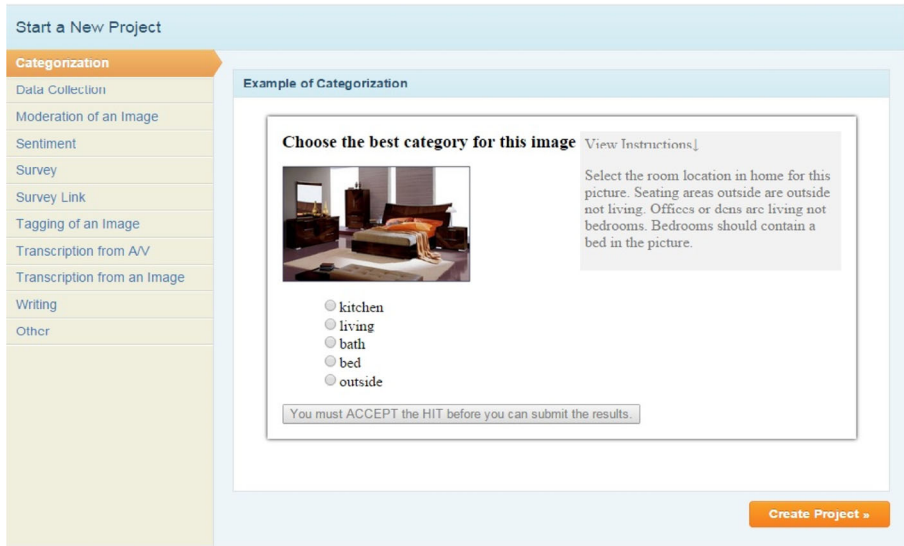 Start a New Project
Categorization
Data Collection
Moderation of an Image
Sentiment
Survey
Survey Link
Tagging of an Image
Transcription from A/V
Transcription from an Image
Writing
Other
Example of Categorization
Choose the best category for this image
View Instructions↓
Select the room location in home for this
picture. Seating areas outside are outside
not living. Offices or dens are living not
bedrooms. Bedrooms should contain a
bed in the picture.
kitchen
living
bath
bed
outside
You must ACCEPT the HIT before you can submit the results.
Create Project »